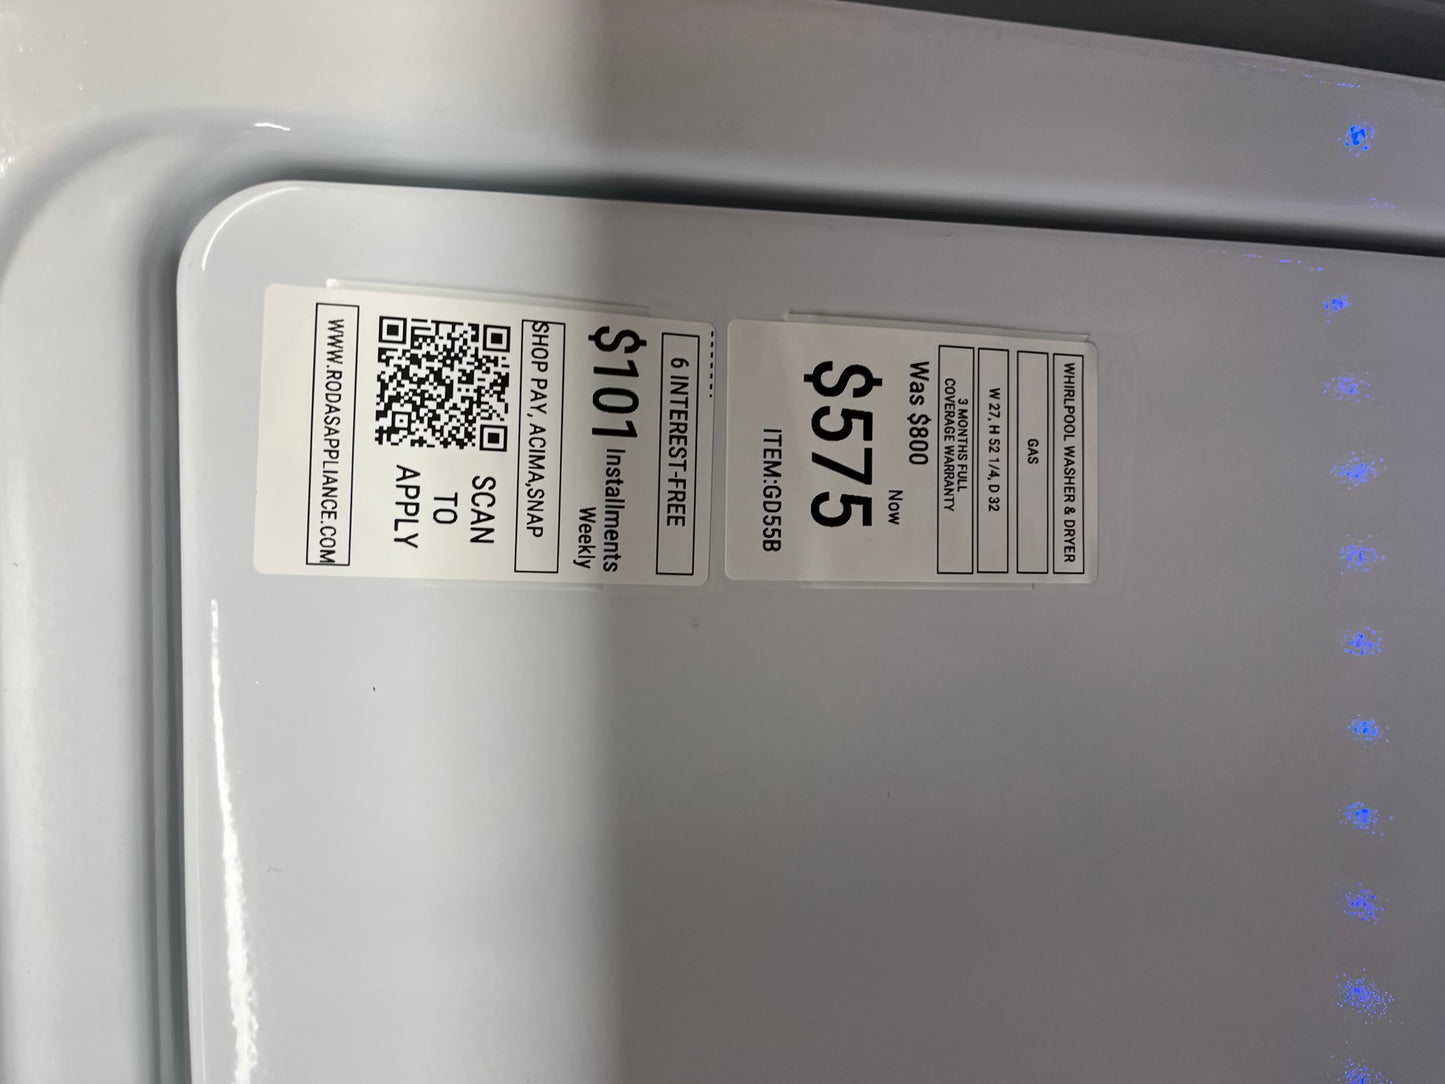 WHIRLPOOL WASHER & DRYER
GAS
W 27, H 52 1/4, D 32
3 MONTHS FULL
COVERAGE WARRANTY
Was $800
Now
$575
ITEM:GD55B
6 INTEREST-FREE
$101 Installments
Weekly
SHOP PAY, ACIMA,SNAP
SCAN
TO
APPLY
WWW.RODASAPPLIANCE.COM